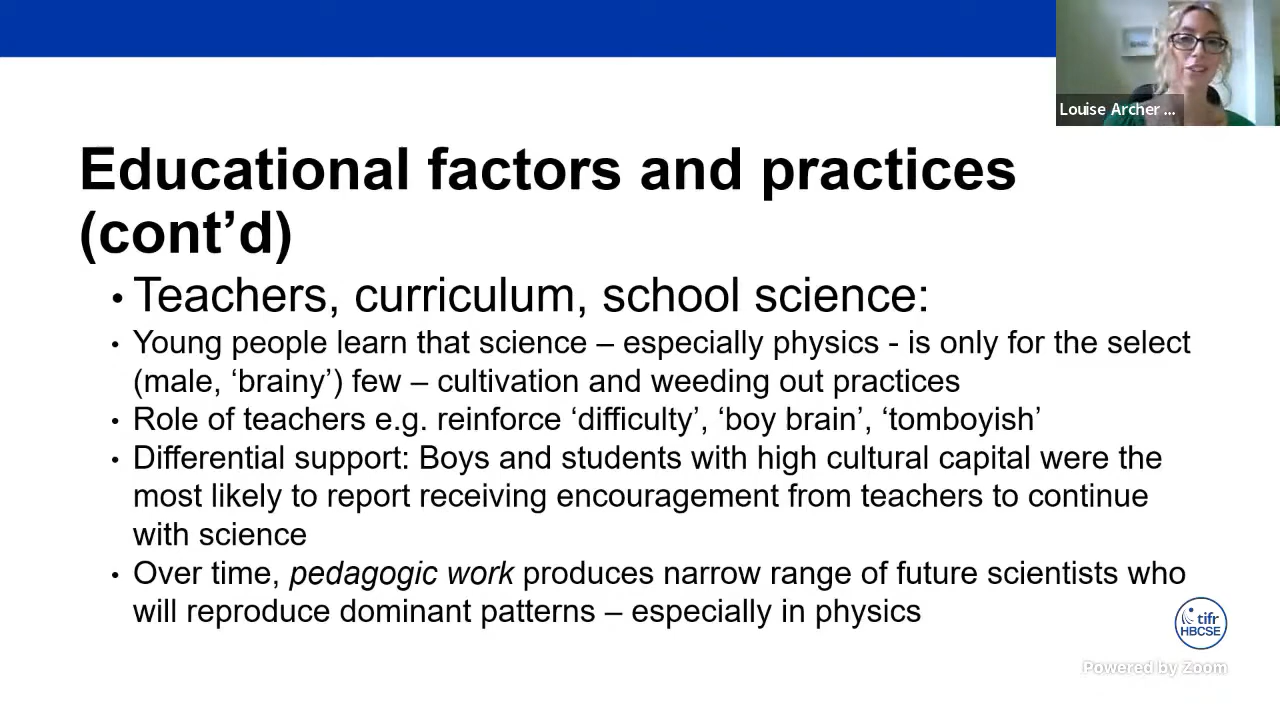 Louise Archer ...
Educational factors and practices
(cont’d)
• Teachers, curriculum, school science:
• Young people learn that science – especially physics - is only for the select
(male, ‘brainy’) few – cultivation and weeding out practices
• Role of teachers e.g. reinforce ‘difficulty’, ‘boy brain’, ‘tomboyish’
• Differential support: Boys and students with high cultural capital were the
most likely to report receiving encouragement from teachers to continue
with science
• Over time, pedagogic work produces narrow range of future scientists who
will reproduce dominant patterns – especially in physics
tifr
HBCSE
Powered by Zoom